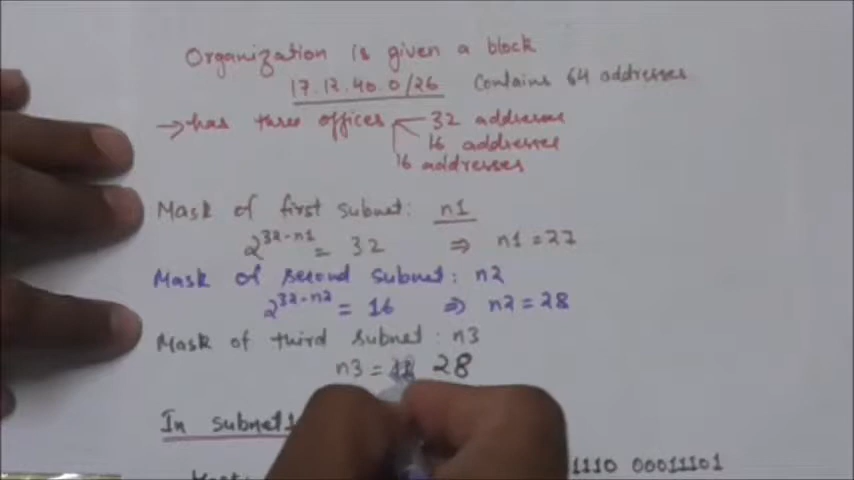 Organization is given a block
17.12.40.0/26 Contains 64 addresses
→ has three offices 32 addresses
16 addresses
16 addresses
Mask of first subnet: n1
2^32-n1 = 32 ⇒ n1 = 27
Mask of second subnet: n2
2^32-n2 = 16 ⇒ n2 = 28
Mask of third subnet: n3
n3 = 28
In subnet1
1110 00011101